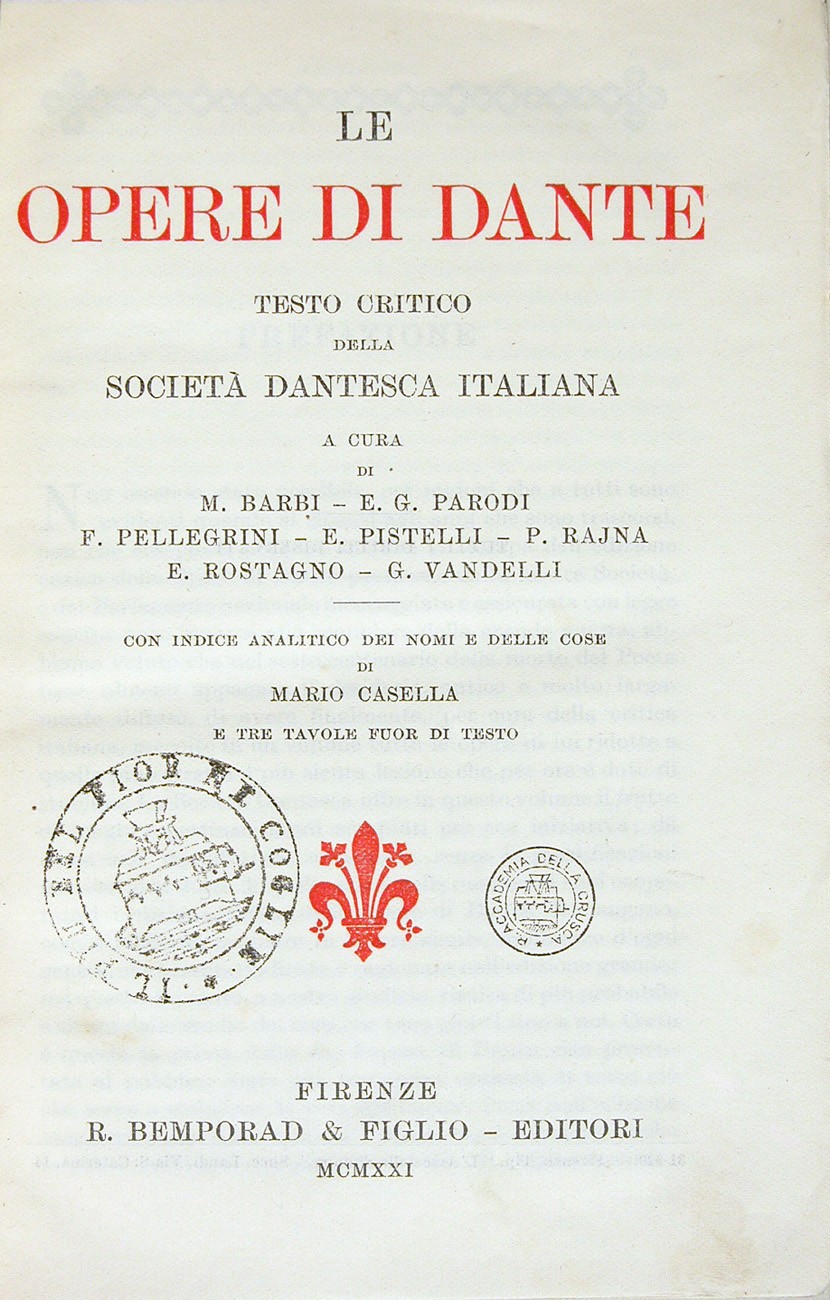 LE
OPERE DI DANTE
TESTO CRITICO
DELLA
SOCIETÀ DANTESCA ITALIANA
A CURA
DI
M. BARBI – E. G. PARODI
F. PELLEGRINI – E. PISTELLI – P. RAJNA
E. ROSTAGNO – G. VANDELLI
CON INDICE ANALITICO DEI NOMI E DELLE COSE
DI
MARIO CASELLA
E TRE TAVOLE FUOR DI TESTO
IL PIV BEL FIOR NE COGLIE
R. ACCADEMIA DELLA CRUSCA
FIRENZE
R. BEMPORAD & FIGLIO – EDITORI
MCMXXI